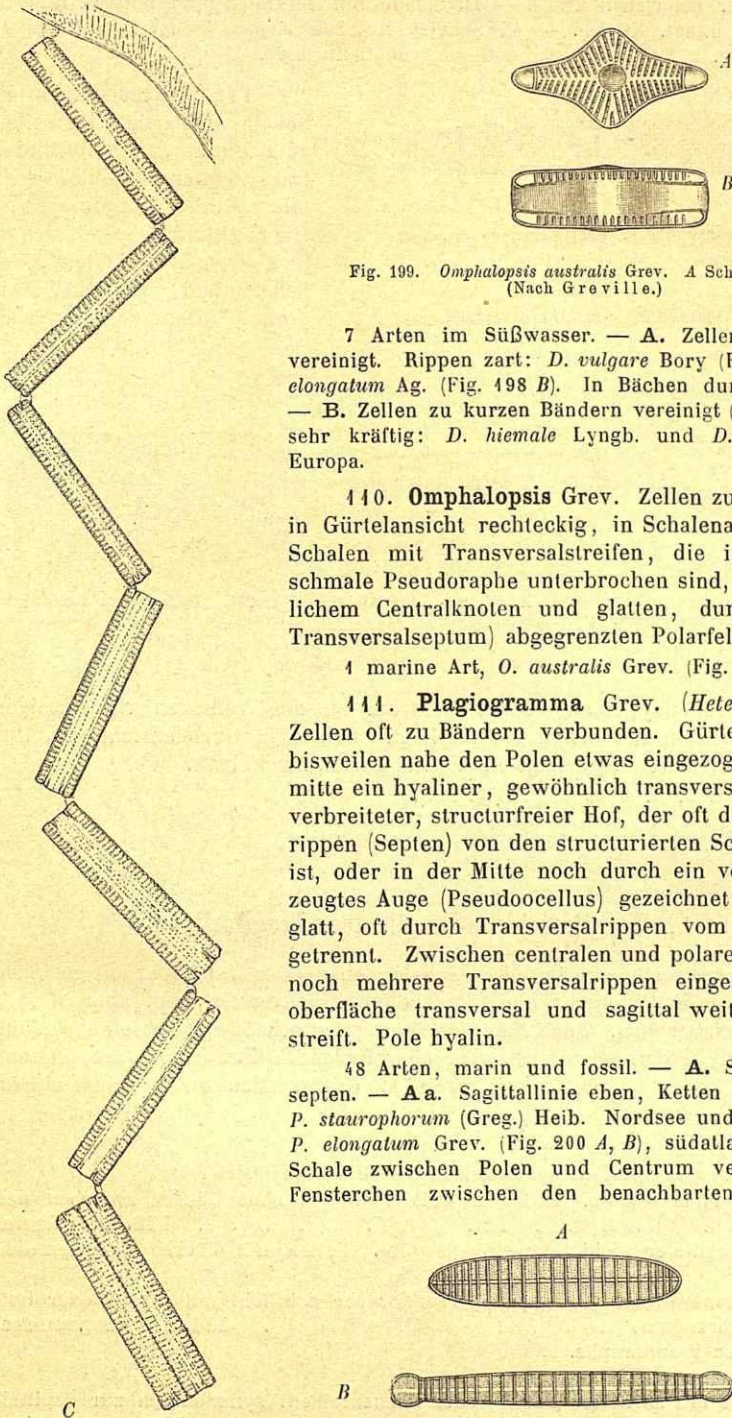 A
B
Fig. 199. Omphalopsis australis Grev. A Sch
(Nach Greville.)
7 Arten im Süßwasser. — A. Zellen
vereinigt. Rippen zart: D. vulgare Bory (F
elongatum Ag. (Fig. 198 B). In Bächen dur
— B. Zellen zu kurzen Bändern vereinigt (
sehr kräftig: D. hiemale Lyngb. und D.
Europa.
110. Omphalopsis Grev. Zellen zu
in Gürtelansicht rechteckig, in Schalena
Schalen mit Transversalstreifen, die i
schmale Pseudoraphe unterbrochen sind,
lichem Centralknoten und glatten, dur
Transversalseptum) abgegrenzten Polarfel
1 marine Art, O. australis Grev. (Fig.
111. Plagiogramma Grev. (Hete
Zellen oft zu Bändern verbunden. Gürte
bisweilen nahe den Polen etwas eingezog
mitte ein hyaliner, gewöhnlich transvers
verbreiteter, structurfreier Hof, der oft d
rippen (Septen) von den structurierten Sc
ist, oder in der Mitte noch durch ein ve
zeugtes Auge (Pseudoocellus) gezeichnet
glatt, oft durch Transversalrippen vom
getrennt. Zwischen centralen und polare
noch mehrere Transversalrippen einge
oberfläche transversal und sagittal weit
streift. Pole hyalin.
48 Arten, marin und fossil. — A. S
septen. — Aa. Sagittallinie eben, Ketten
P. staurophorum (Greg.) Heib. Nordsee und
P. elongatum Grev. (Fig. 200 A, B), südatla
Schale zwischen Polen und Centrum ve
Fensterchen zwischen den benachbarten
A
B
C